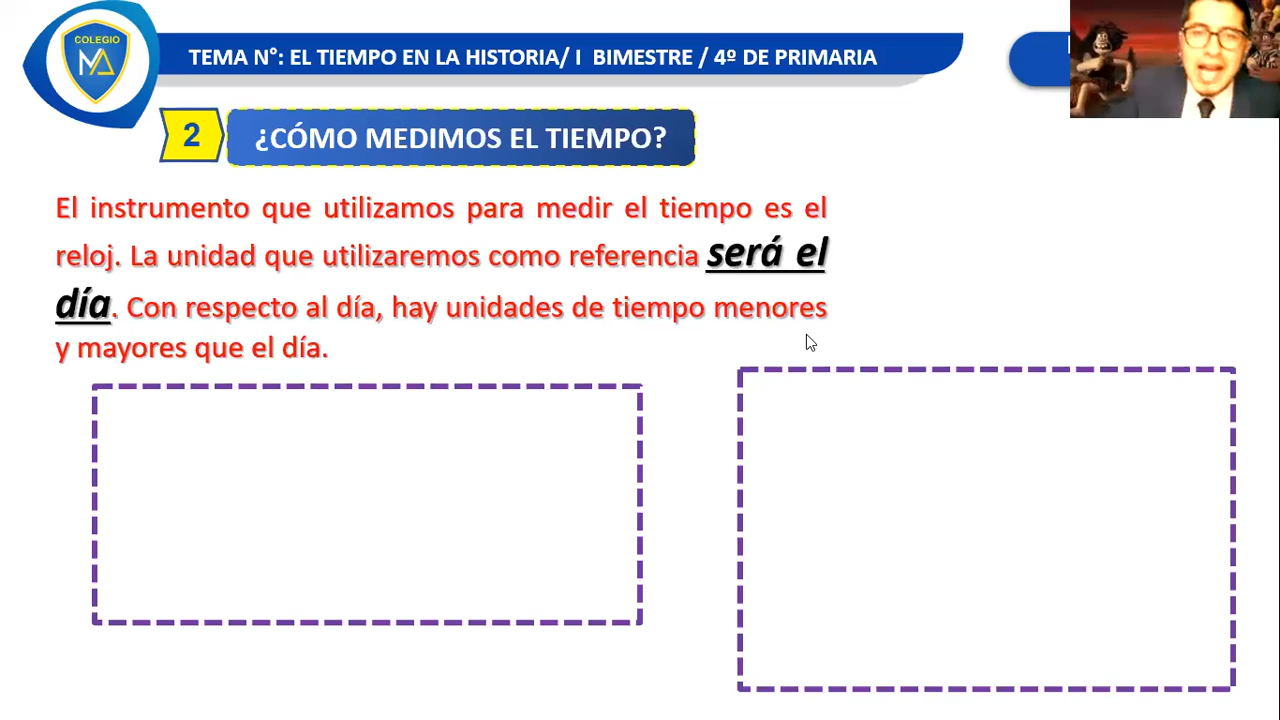 COLEGIO
MA
TEMA N°: EL TIEMPO EN LA HISTORIA/ I BIMESTRE / 4º DE PRIMARIA
2
¿CÓMO MEDIMOS EL TIEMPO?
El instrumento que utilizamos para medir el tiempo es el
reloj. La unidad que utilizaremos como referencia será el
día. Con respecto al día, hay unidades de tiempo menores
y mayores que el día.